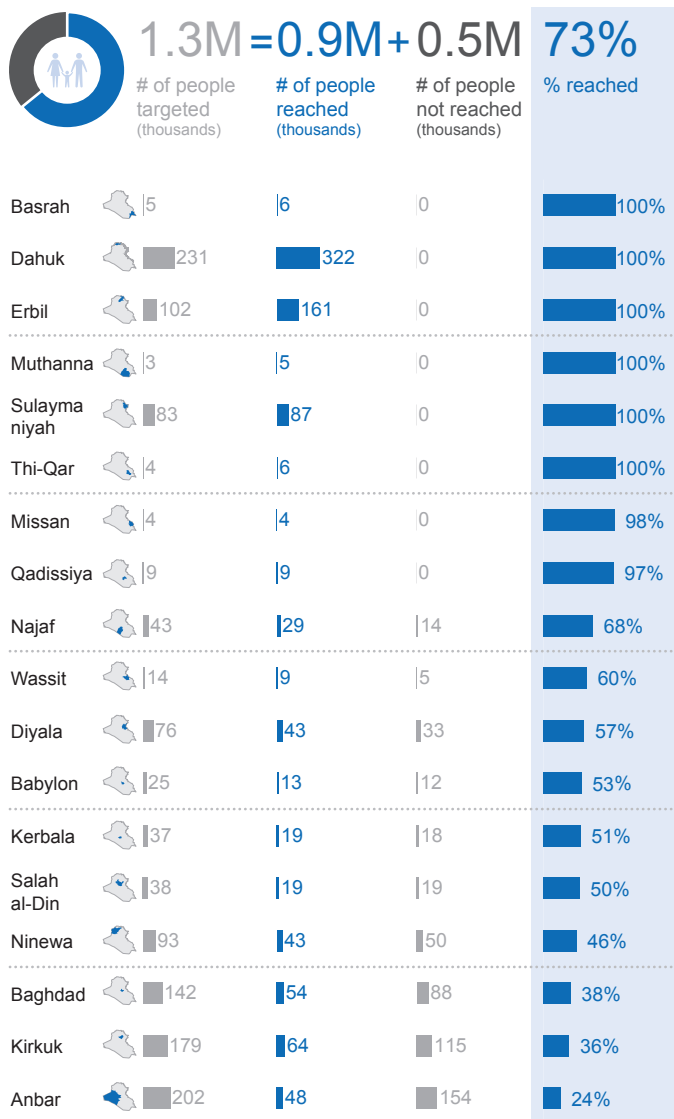 1.3M = 0.9M + 0.5M 73%
# of people targeted (thousands)
# of people reached (thousands)
# of people not reached (thousands)
% reached
Basrah 5 6 0 100%
Dahuk 231 322 0 100%
Erbil 102 161 0 100%
Muthanna 3 5 0 100%
Sulayma
niyah 83 87 0 100%
Thi-Qar 4 6 0 100%
Missan 4 4 0 98%
Qadissiya 9 9 0 97%
Najaf 43 29 14 68%
Wassit 14 9 5 60%
Diyala 76 43 33 57%
Babylon 25 13 12 53%
Kerbala 37 19 18 51%
Salah
al-Din 38 19 19 50%
Ninewa 93 43 50 46%
Baghdad 142 54 88 38%
Kirkuk 179 64 115 36%
Anbar 202 48 154 24%